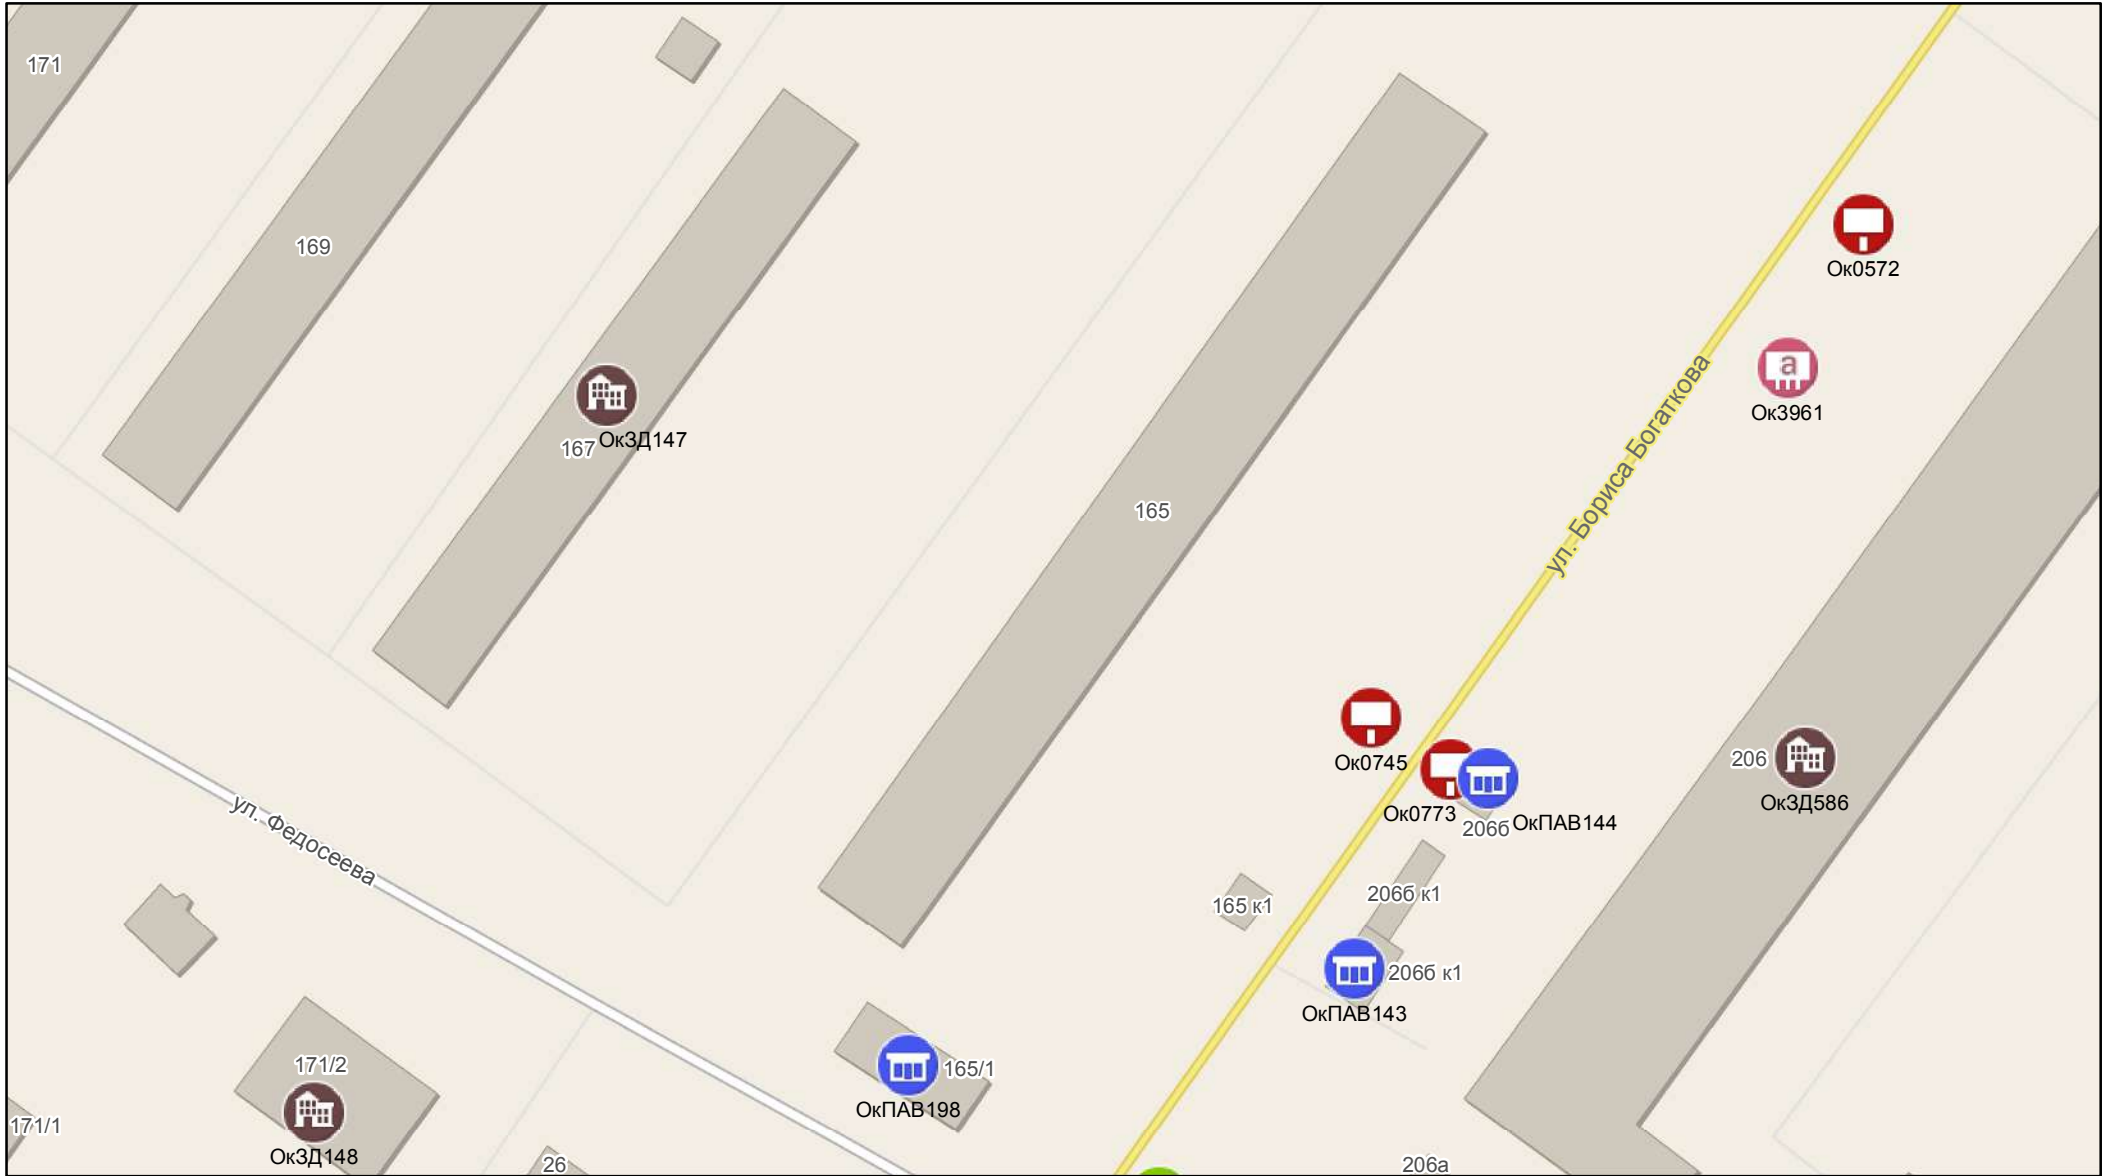 171
169
Ок0572
a
Ок3961
ул. Бориса Богаткова
ОкЗД147
167
165
Ок0745
206
ОкЗД586
Ок0773
206б
ОкПАВ144
ул. Федосеева
206б к1
165 к1
206б к1
ОкПАВ143
171/2
165/1
ОкПАВ198
171/1
ОкЗД148
26
206а